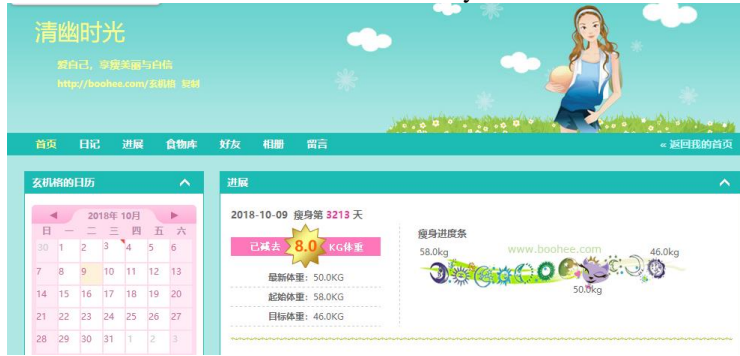 清幽时光
爱自己，享瘦美丽与自信
http://boohee.com/玄机格 复制
首页 日记 进展 食物库 好友 相册 留言 « 返回我的首页
玄机格的日历
2018年 10月
日 一 二 三 四 五 六
30 1 2 3 4 5 6
7 8 9 10 11 12 13
14 15 16 17 18 19 20
21 22 23 24 25 26 27
28 29 30 31 1 2 3
进展
2018-10-09 瘦身第 3213 天
已减去 8.0 KG体重
最新体重：50.0KG
起始体重：58.0KG
目标体重：46.0KG
瘦身进度条
58.0kg www.boohee.com 46.0kg
50.0kg